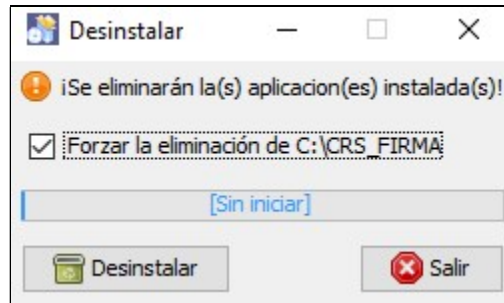 Desinstalar
¡Se eliminarán la(s) aplicacion(es) instalada(s)!
Forzar la eliminación de C:\CRS_FIRMA
[Sin iniciar]
Desinstalar
Salir